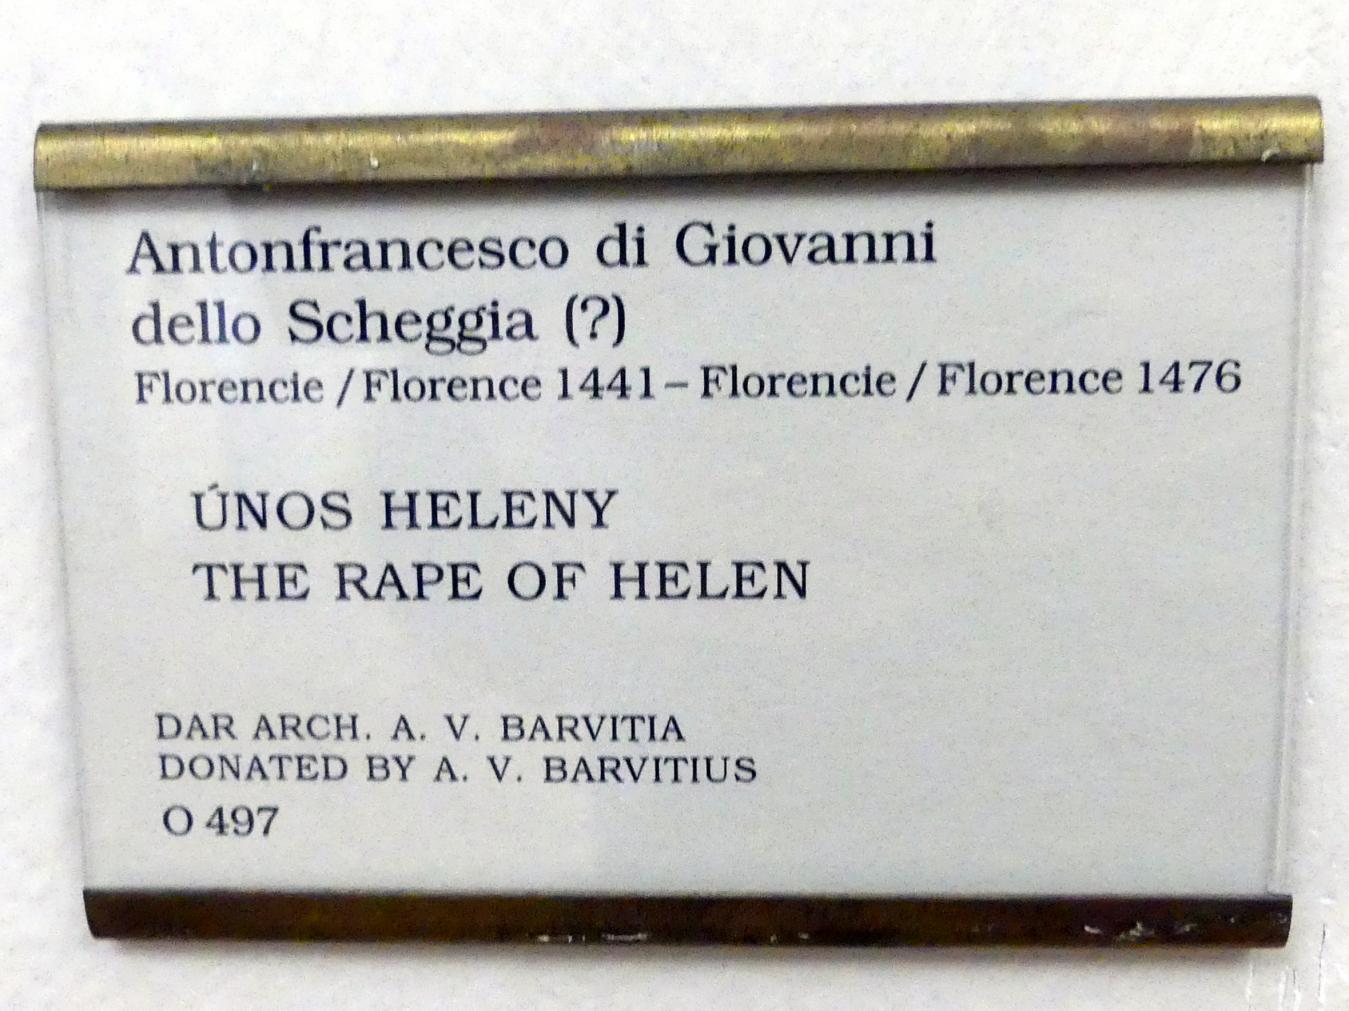 Antonfrancesco di Giovanni
dello Scheggia (?)
Florencie / Florence 1441 – Florencie / Florence 1476
ÚNOS HELENY
THE RAPE OF HELEN
DAR ARCH. A. V. BARVITIA
DONATED BY A. V. BARVITIUS
O 497